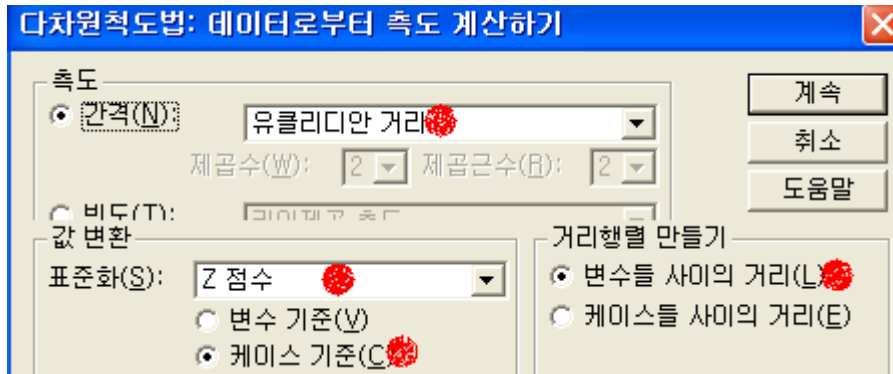 다차원척도법: 데이터로부터 측도 계산하기
측도
간격(N):
유클리디안 거리
제곱수(W): 2 제곱근수(R): 2
빈도(T):
계속
취소
도움말
값 변환
표준화(S): Z 점수
변수 기준(V)
케이스 기준(C)
거리행렬 만들기
변수들 사이의 거리(L)
케이스들 사이의 거리(E)